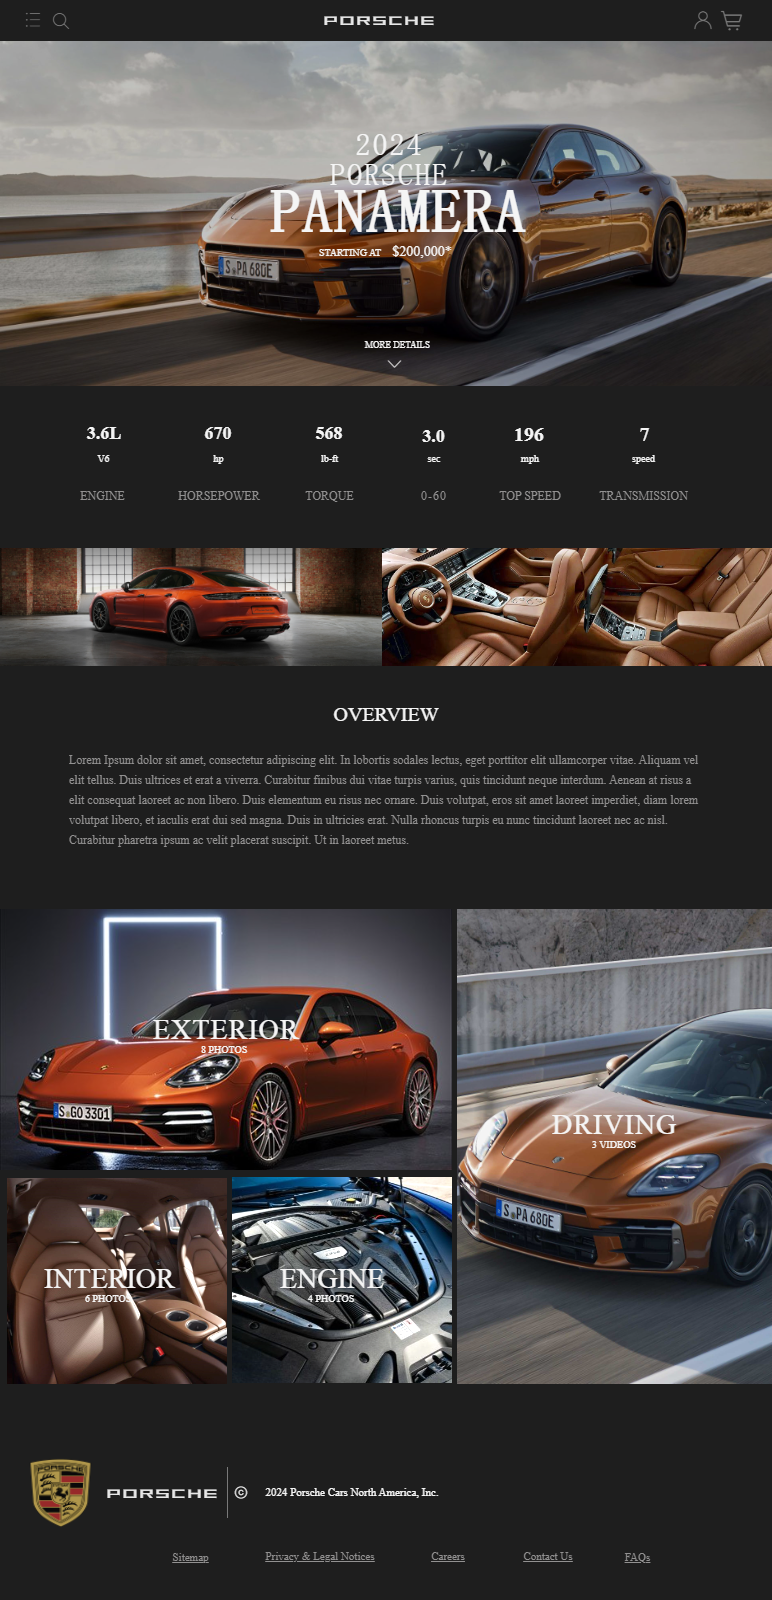 PORSCHE
2024
PORSCHE
PANAMERA
STARTING AT $200,000*
S PA 680E
MORE DETAILS
3.6L 670 568 3.0 196 7
V6 hp lb-ft sec mph speed
ENGINE HORSEPOWER TORQUE 0-60 TOP SPEED TRANSMISSION
OVERVIEW
Lorem Ipsum dolor sit amet, consectetur adipiscing elit. In lobortis sodales lectus, eget porttitor elit ullamcorper vitae. Aliquam vel
elit tellus. Duis ultrices et erat a viverra. Curabitur finibus dui vitae turpis varius, quis tincidunt neque interdum. Aenean at risus a
elit consequat laoreet ac non libero. Duis elementum eu risus nec ornare. Duis volutpat, eros sit amet laoreet imperdiet, diam lorem
volutpat libero, et iaculis erat dui sed magna. Duis in ultricies erat. Nulla rhoncus turpis eu nunc tincidunt laoreet nec ac nisl.
Curabitur pharetra ipsum ac velit placerat suscipit. Ut in laoreet metus.
EXTERIOR
8 PHOTOS
S GO 3301
DRIVING
3 VIDEOS
S PA 680E
INTERIOR
6 PHOTOS
ENGINE
4 PHOTOS
PORSCHE
PORSCHE © 2024 Porsche Cars North America, Inc.
Sitemap Privacy & Legal Notices Careers Contact Us FAQs